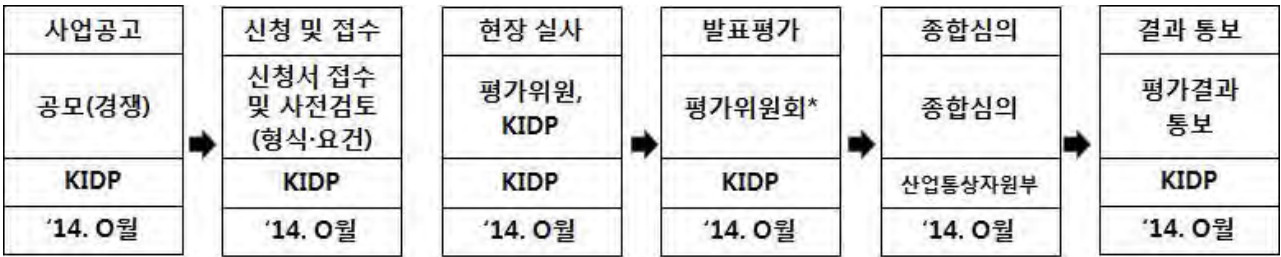 사업공고
공모(경쟁)
KIDP
'14. O월
신청 및 접수
신청서 접수
및 사전검토
(형식·요건)
KIDP
'14. O월
현장 실사
평가위원,
KIDP
KIDP
'14. O월
발표평가
평가위원회*
KIDP
'14. O월
종합심의
종합심의
산업통상자원부
'14. O월
결과 통보
평가결과
통보
KIDP
'14. O월